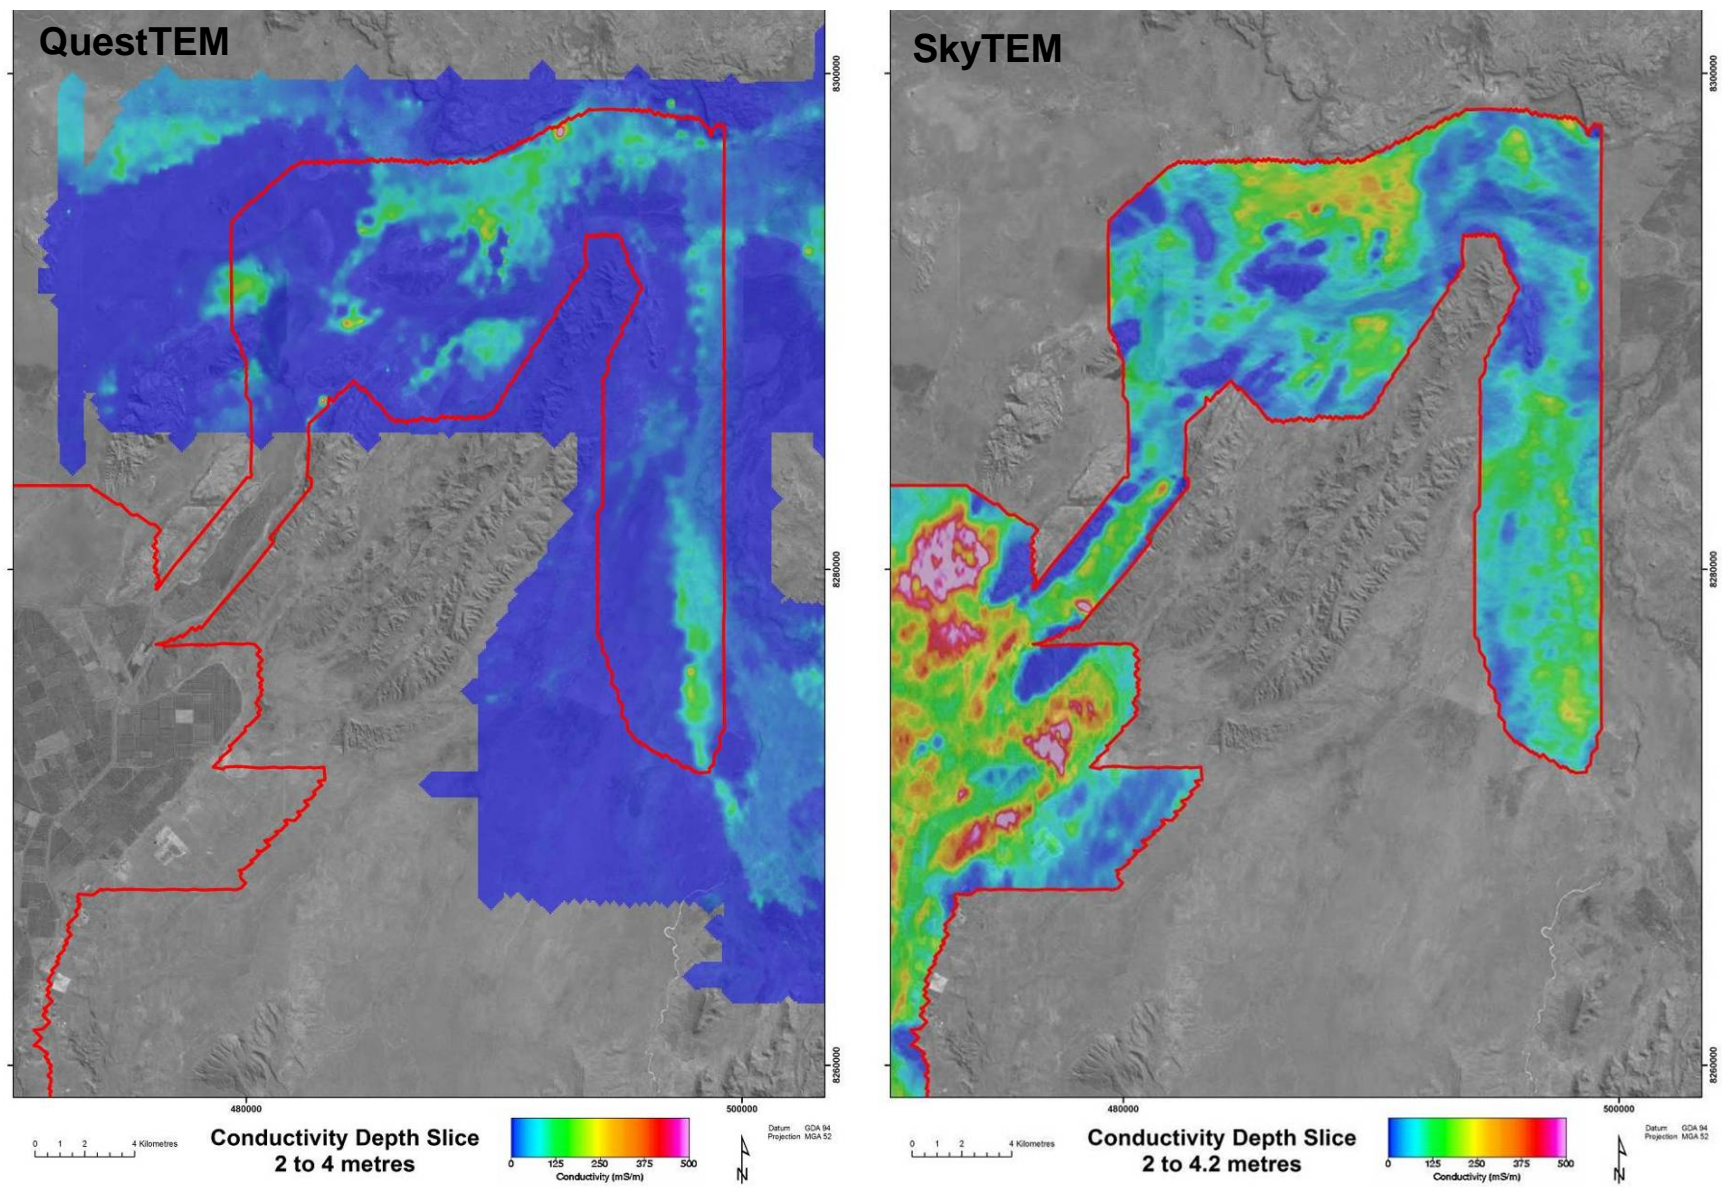 QuestTEM
SkyTEM
8300000
8280000
8260000
480000
500000
8300000
8280000
8260000
480000
500000
0 1 2 4 Kilometres
Conductivity Depth Slice
2 to 4 metres
0 125 250 375 500
Conductivity (mS/m)
Datum GDA 94
Projection MGA 52
N
0 1 2 4 Kilometres
Conductivity Depth Slice
2 to 4.2 metres
0 125 250 375 500
Conductivity (mS/m)
Datum GDA 94
Projection MGA 52
N